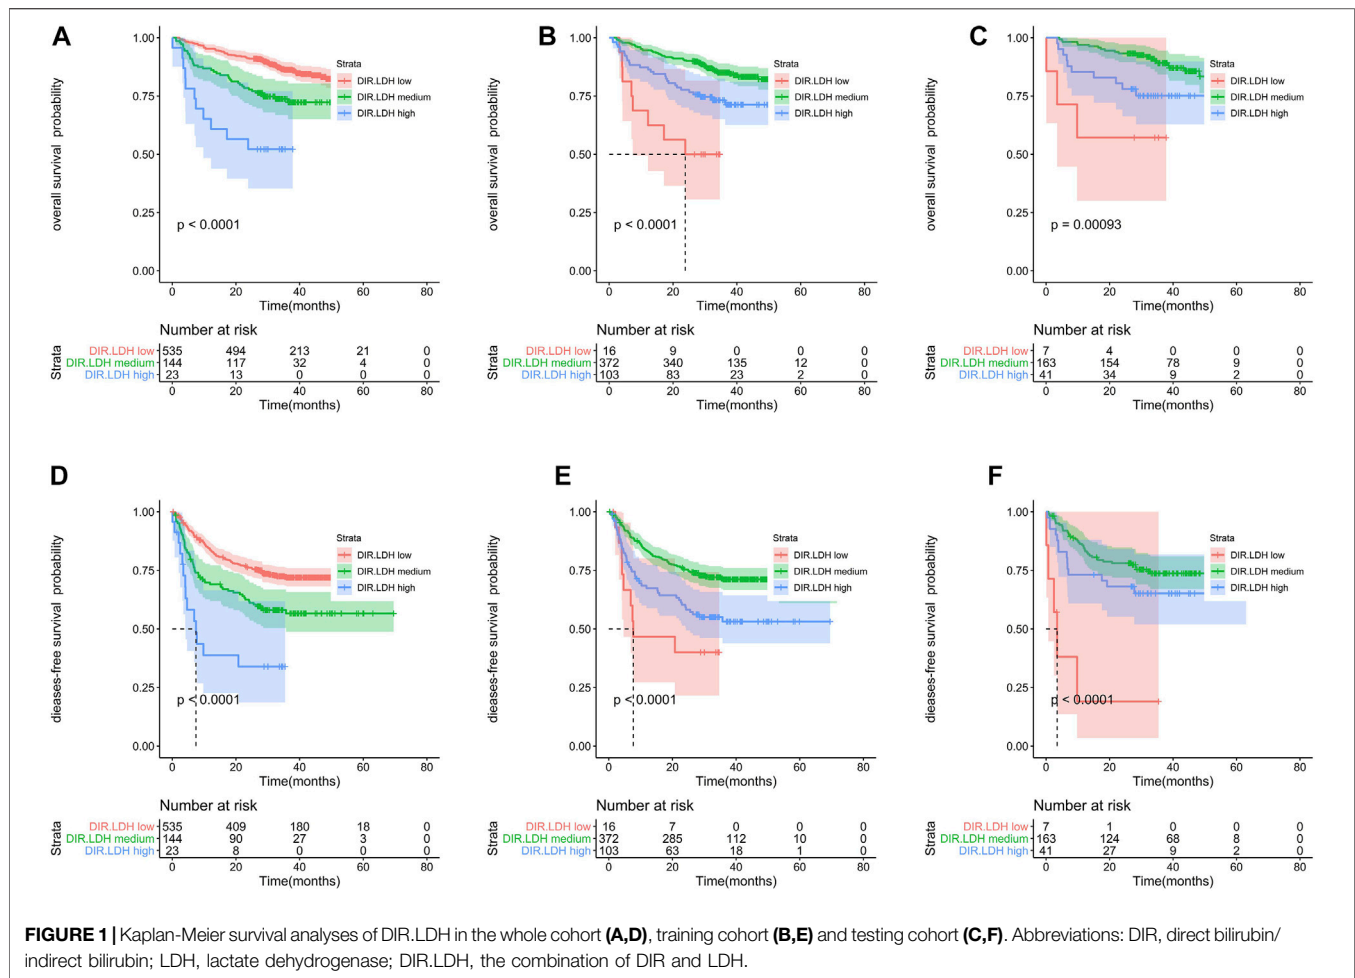 A
overall survival probability
1.00
0.75
0.50
0.25
0.00
Strata
DIR.LDH low
DIR.LDH medium
DIR.LDH high
p < 0.0001
0 20 40 60 80
Time(months)
Number at risk
Strata
DIR.LDH low 535 494 213 21 0
DIR.LDH medium 144 117 32 4 0
DIR.LDH high 23 13 0 0 0
0 20 40 60 80
Time(months)
B
overall survival probability
1.00
0.75
0.50
0.25
0.00
Strata
DIR.LDH low
DIR.LDH medium
DIR.LDH high
p < 0.0001
0 20 40 60 80
Time(months)
Number at risk
Strata
DIR.LDH low 16 9 0 0 0
DIR.LDH medium 372 340 135 12 0
DIR.LDH high 103 83 23 2 0
0 20 40 60 80
Time(months)
C
overall survival probability
1.00
0.75
0.50
0.25
0.00
Strata
DIR.LDH low
DIR.LDH medium
DIR.LDH high
p = 0.00093
0 20 40 60 80
Time(months)
Number at risk
Strata
DIR.LDH low 7 4 0 0 0
DIR.LDH medium 163 154 78 9 0
DIR.LDH high 41 34 9 2 0
0 20 40 60 80
Time(months)
D
dieases-free survival probability
1.00
0.75
0.50
0.25
0.00
Strata
DIR.LDH low
DIR.LDH medium
DIR.LDH high
p < 0.0001
0 20 40 60 80
Time(months)
Number at risk
Strata
DIR.LDH low 535 409 180 18 0
DIR.LDH medium 144 90 27 3 0
DIR.LDH high 23 8 0 0 0
0 20 40 60 80
Time(months)
E
dieases-free survival probability
1.00
0.75
0.50
0.25
0.00
Strata
DIR.LDH low
DIR.LDH medium
DIR.LDH high
p < 0.0001
0 20 40 60 80
Time(months)
Number at risk
Strata
DIR.LDH low 16 7 0 0 0
DIR.LDH medium 372 285 112 10 0
DIR.LDH high 103 63 18 1 0
0 20 40 60 80
Time(months)
F
dieases-free survival probability
1.00
0.75
0.50
0.25
0.00
Strata
DIR.LDH low
DIR.LDH medium
DIR.LDH high
p < 0.0001
0 20 40 60 80
Time(months)
Number at risk
Strata
DIR.LDH low 7 1 0 0 0
DIR.LDH medium 163 124 68 8 0
DIR.LDH high 41 27 9 2 0
0 20 40 60 80
Time(months)
FIGURE 1 | Kaplan-Meier survival analyses of DIR.LDH in the whole cohort (A,D), training cohort (B,E) and testing cohort (C,F). Abbreviations: DIR, direct bilirubin/
indirect bilirubin; LDH, lactate dehydrogenase; DIR.LDH, the combination of DIR and LDH.